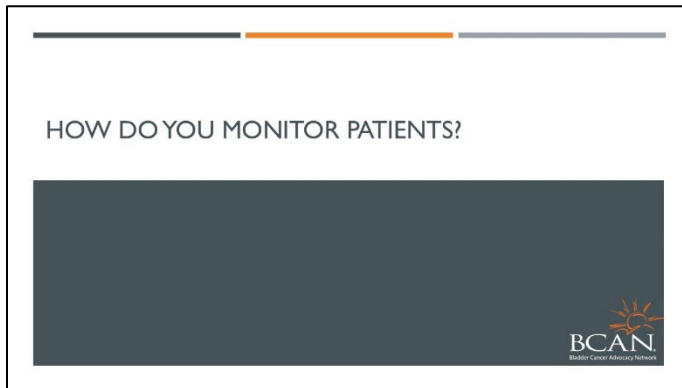 HOW DO YOU MONITOR PATIENTS?
BCAN
Bladder Cancer Advocacy Network